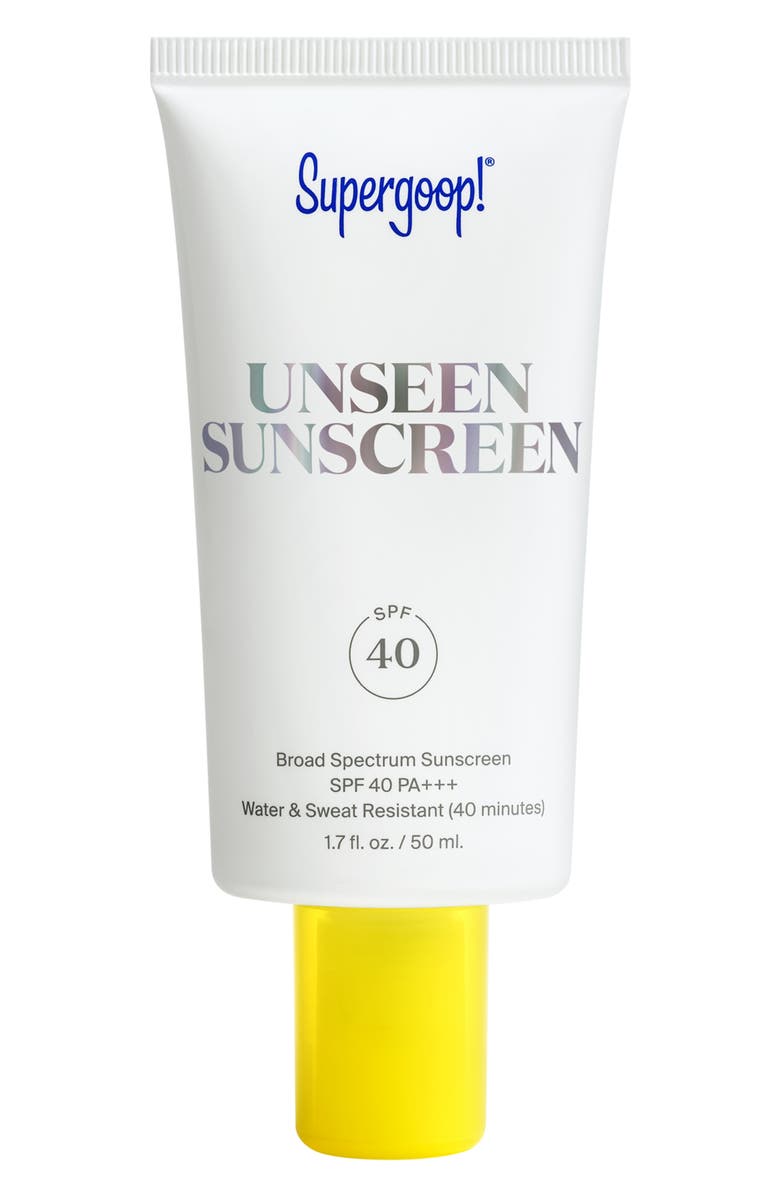 Supergoop!®
UNSEEN
SUNSCREEN
SPF
40
Broad Spectrum Sunscreen
SPF 40 PA+++
Water & Sweat Resistant (40 minutes)
1.7 fl. oz. / 50 ml.